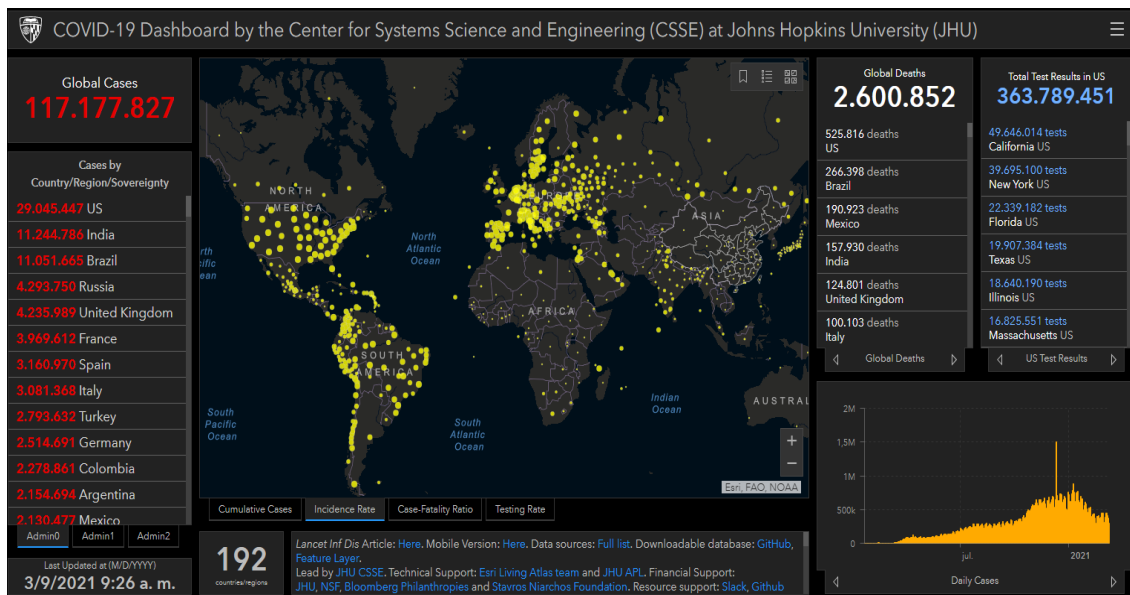 COVID-19 Dashboard by the Center for Systems Science and Engineering (CSSE) at Johns Hopkins University (JHU)
Global Cases
117.177.827
Cases by
Country/Region/Sovereignty
29.045.447 US
11.244.786 India
11.051.665 Brazil
4.293.750 Russia
4.235.989 United Kingdom
3.969.612 France
3.160.970 Spain
3.081.368 Italy
2.793.632 Turkey
2.514.691 Germany
2.278.861 Colombia
2.154.694 Argentina
2.130.477 Mexico
Admin0 Admin1 Admin2
Last Updated at (M/D/YYYY)
3/9/2021 9:26 a. m.
NORTH
AMERICA
North
Atlantic
Ocean
ASIA
AFRICA
SOUTH
AMERICA
Indian
Ocean
AUSTRAL
South
Pacific
Ocean
South
Atlantic
Ocean
+
−
Esri, FAO, NOAA
Cumulative Cases Incidence Rate Case-Fatality Ratio Testing Rate
192
countries/regions
Lancet Inf Dis Article: Here. Mobile Version: Here. Data sources: Full list. Downloadable database: GitHub,
Feature Layer.
Lead by JHU CSSE. Technical Support: Esri Living Atlas team and JHU APL. Financial Support:
JHU, NSF, Bloomberg Philanthropies and Stavros Niarchos Foundation. Resource support: Slack, Github
Global Deaths
2.600.852
525.816 deaths
US
266.398 deaths
Brazil
190.923 deaths
Mexico
157.930 deaths
India
124.801 deaths
United Kingdom
100.103 deaths
Italy
Global Deaths
Total Test Results in US
363.789.451
49.646.014 tests
California US
39.695.100 tests
New York US
22.339.182 tests
Florida US
19.907.384 tests
Texas US
18.640.190 tests
Illinois US
16.825.551 tests
Massachusetts US
US Test Results
2M
1,5M
1M
500k
0
jul. 2021
Daily Cases